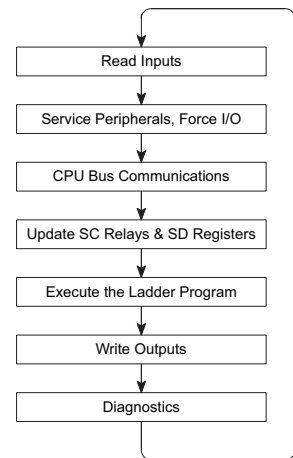 Read Inputs
Service Peripherals, Force I/O
CPU Bus Communications
Update SC Relays & SD Registers
Execute the Ladder Program
Write Outputs
Diagnostics